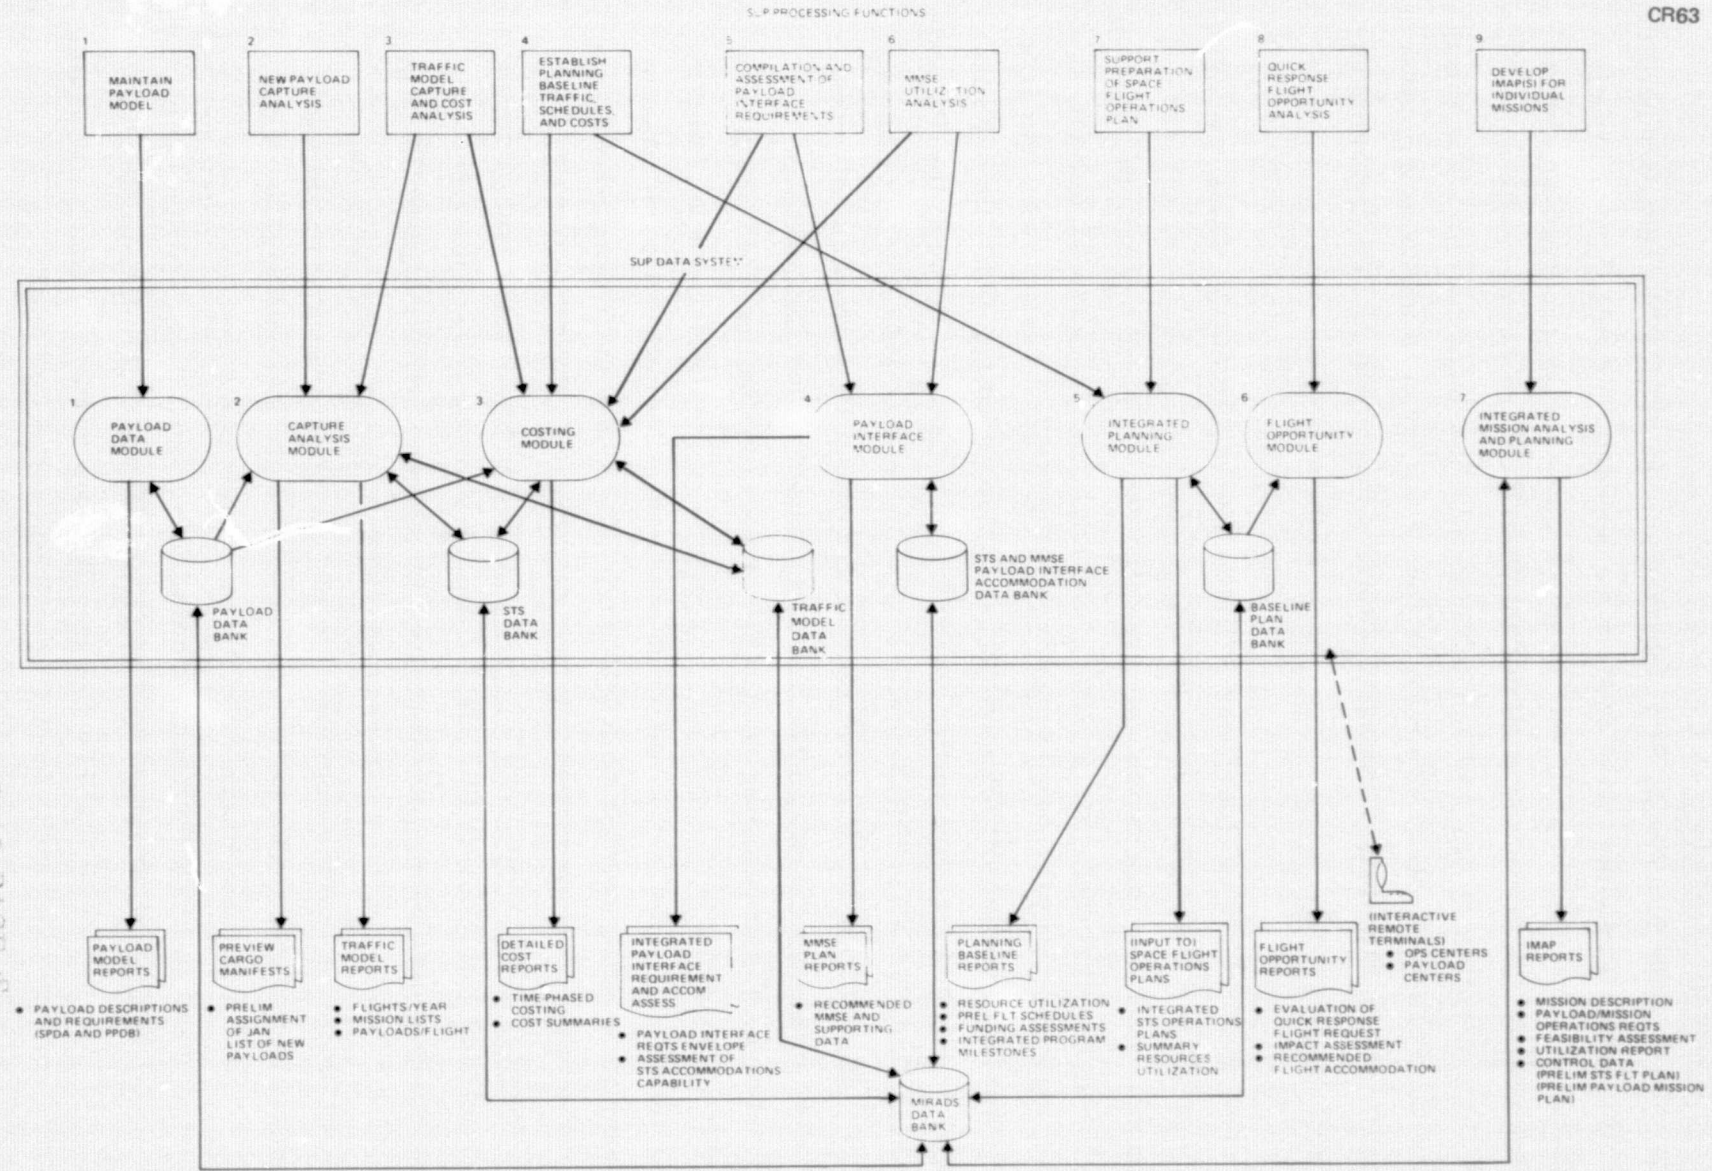 SUP PROCESSING FUNCTIONS
CR63
1
MAINTAIN
PAYLOAD
MODEL
2
NEW PAYLOAD
CAPTURE
ANALYSIS
3
TRAFFIC
MODEL
CAPTURE
AND COST
ANALYSIS
4
ESTABLISH
PLANNING
BASELINE
TRAFFIC,
SCHEDULES,
AND COSTS
5
COMPILATION AND
ASSESSMENT OF
PAYLOAD
INTERFACE
REQUIREMENTS
6
MMSE
UTILIZATION
ANALYSIS
7
SUPPORT
PREPARATION
OF SPACE
FLIGHT
OPERATIONS
PLAN
8
QUICK
RESPONSE
FLIGHT
OPPORTUNITY
ANALYSIS
9
DEVELOP
IMAP(S) FOR
INDIVIDUAL
MISSIONS
SUP DATA SYSTEM
1
PAYLOAD
DATA
MODULE
2
CAPTURE
ANALYSIS
MODULE
3
COSTING
MODULE
4
PAYLOAD
INTERFACE
MODULE
5
INTEGRATED
PLANNING
MODULE
6
FLIGHT
OPPORTUNITY
MODULE
7
INTEGRATED
MISSION ANALYSIS
AND PLANNING
MODULE
PAYLOAD
DATA
BANK
STS
DATA
BANK
TRAFFIC
MODEL
DATA
BANK
STS AND MMSE
PAYLOAD INTERFACE
ACCOMMODATION
DATA BANK
BASELINE
PLAN
DATA
BANK
PAYLOAD
MODEL
REPORTS
• PAYLOAD DESCRIPTIONS
AND REQUIREMENTS
(SPDA AND PPDB)
PREVIEW
CARGO
MANIFESTS
• PRELIM
ASSIGNMENT
OF JAN
LIST OF NEW
PAYLOADS
TRAFFIC
MODEL
REPORTS
• FLIGHTS/YEAR
• MISSION LISTS
• PAYLOADS/FLIGHT
DETAILED
COST
REPORTS
• TIME-PHASED
COSTING
• COST SUMMARIES
INTEGRATED
PAYLOAD
INTERFACE
REQUIREMENT
AND ACCOM
ASSESS
• PAYLOAD INTERFACE
REQTS ENVELOPE
• ASSESSMENT OF
STS ACCOMMODATIONS
CAPABILITY
MMSE
PLAN
REPORTS
• RECOMMENDED
MMSE AND
SUPPORTING
DATA
PLANNING
BASELINE
REPORTS
• RESOURCE UTILIZATION
• PREL FLT SCHEDULES
• FUNDING ASSESSMENTS
• INTEGRATED PROGRAM
MILESTONES
(INPUT TO)
SPACE FLIGHT
OPERATIONS
PLANS
• INTEGRATED
STS OPERATIONS
PLANS
• SUMMARY
RESOURCES
UTILIZATION
FLIGHT
OPPORTUNITY
REPORTS
• EVALUATION OF
QUICK RESPONSE
FLIGHT REQUEST
• IMPACT ASSESSMENT
• RECOMMENDED
FLIGHT ACCOMMODATION
(INTERACTIVE
REMOTE
TERMINALS)
• OPS CENTERS
• PAYLOAD
CENTERS
IMAP
REPORTS
• MISSION DESCRIPTION
• PAYLOAD/MISSION
OPERATIONS REQTS
• FEASIBILITY ASSESSMENT
• UTILIZATION REPORT
• CONTROL DATA
(PRELIM STS FLT PLAN)
(PRELIM PAYLOAD MISSION
PLAN)
MIRADS
DATA
BANK